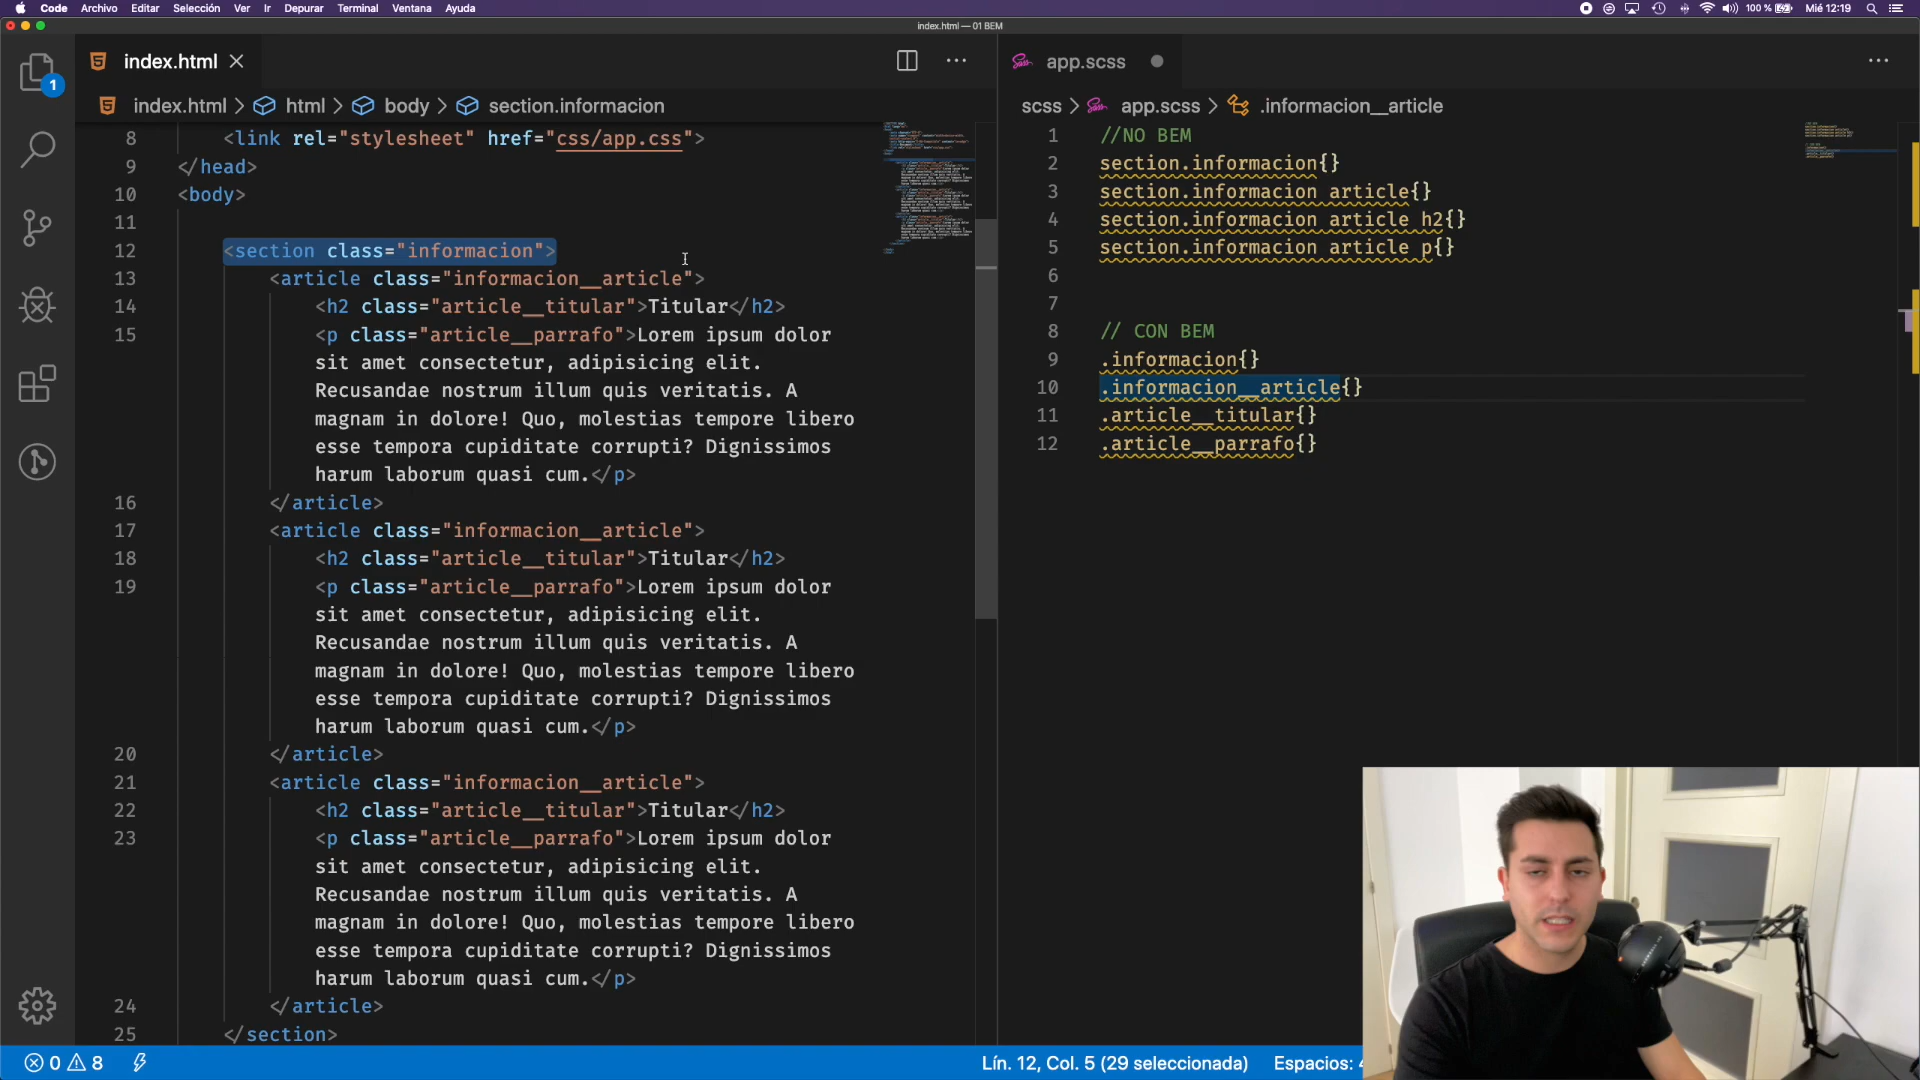 Code Archivo Editar Selección Ver Ir Depurar Terminal Ventana Ayuda
100 % Mié 12:19
index.html — 01 BEM
1
index.html
index.html > html > body > section.informacion
8 <link rel="stylesheet" href="css/app.css">
9 </head>
10 <body>
11
12 <section class="informacion">
13 <article class="informacion__article">
14 <h2 class="article__titular">Titular</h2>
15 <p class="article__parrafo">Lorem ipsum dolor
sit amet consectetur, adipisicing elit.
Recusandae nostrum illum quis veritatis. A
magnam in dolore! Quo, molestias tempore libero
esse tempora cupiditate corrupti? Dignissimos
harum laborum quasi cum.</p>
16 </article>
17 <article class="informacion__article">
18 <h2 class="article__titular">Titular</h2>
19 <p class="article__parrafo">Lorem ipsum dolor
sit amet consectetur, adipisicing elit.
Recusandae nostrum illum quis veritatis. A
magnam in dolore! Quo, molestias tempore libero
esse tempora cupiditate corrupti? Dignissimos
harum laborum quasi cum.</p>
20 </article>
21 <article class="informacion__article">
22 <h2 class="article__titular">Titular</h2>
23 <p class="article__parrafo">Lorem ipsum dolor
sit amet consectetur, adipisicing elit.
Recusandae nostrum illum quis veritatis. A
magnam in dolore! Quo, molestias tempore libero
esse tempora cupiditate corrupti? Dignissimos
harum laborum quasi cum.</p>
24 </article>
25 </section>
app.scss
scss > app.scss > .informacion__article
1 //NO BEM
2 section.informacion{}
3 section.informacion article{}
4 section.informacion article h2{}
5 section.informacion article p{}
6
7
8 // CON BEM
9 .informacion{}
10 .informacion__article{}
11 .article__titular{}
12 .article__parrafo{}
0 8
Lín. 12, Col. 5 (29 seleccionada) Espacios: